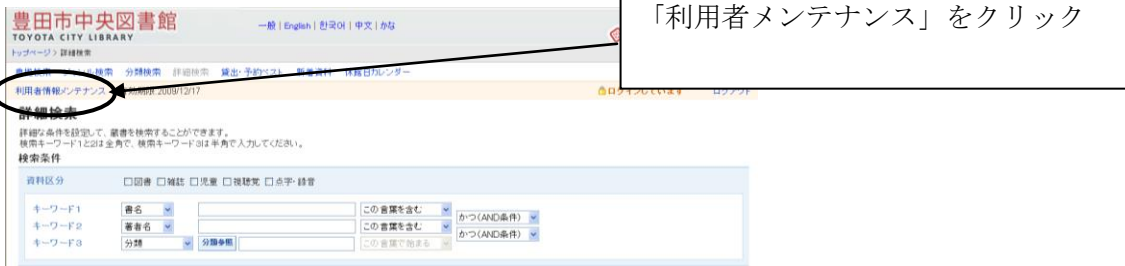 「利用者メンテナンス」をクリック
豊田市中央図書館
TOYOTA CITY LIBRARY
一般 | English | 한국어 | 中文 | かな
トップページ > 詳細検索
分類検索 詳細検索 貸出・予約ベスト 新着資料 休館日カレンダー
利用者情報メンテナンス 2009/12/17 ログインしています ログアウト
詳細検索
詳細な条件を設定して、蔵書を検索することができます。
検索キーワード1と2は全角で、検索キーワード3は半角で入力してください。
検索条件
資料区分 □図書 □雑誌 □児童 □視聴覚 □点字・録音
キーワード1 書名 この言葉を含む かつ(AND条件)
キーワード2 著者名 この言葉を含む かつ(AND条件)
キーワード3 分類 分類参照 この言葉で始まる